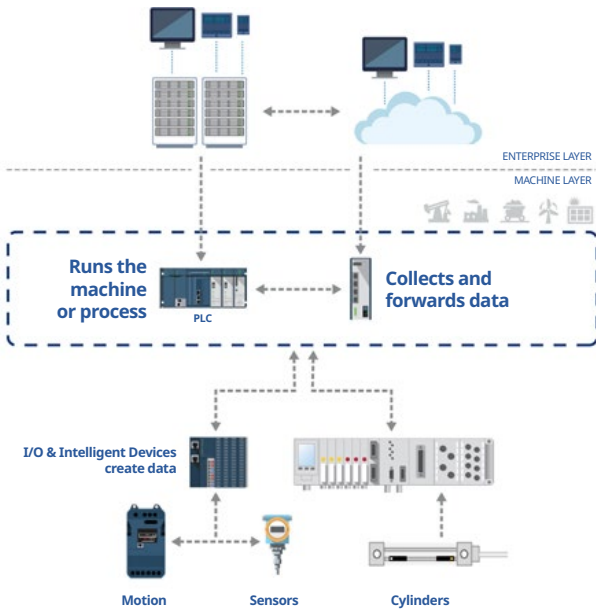 ENTERPRISE LAYER
MACHINE LAYER
Runs the
machine
or process
PLC
Collects and
forwards data
I/O & Intelligent Devices
create data
Motion
Sensors
Cylinders